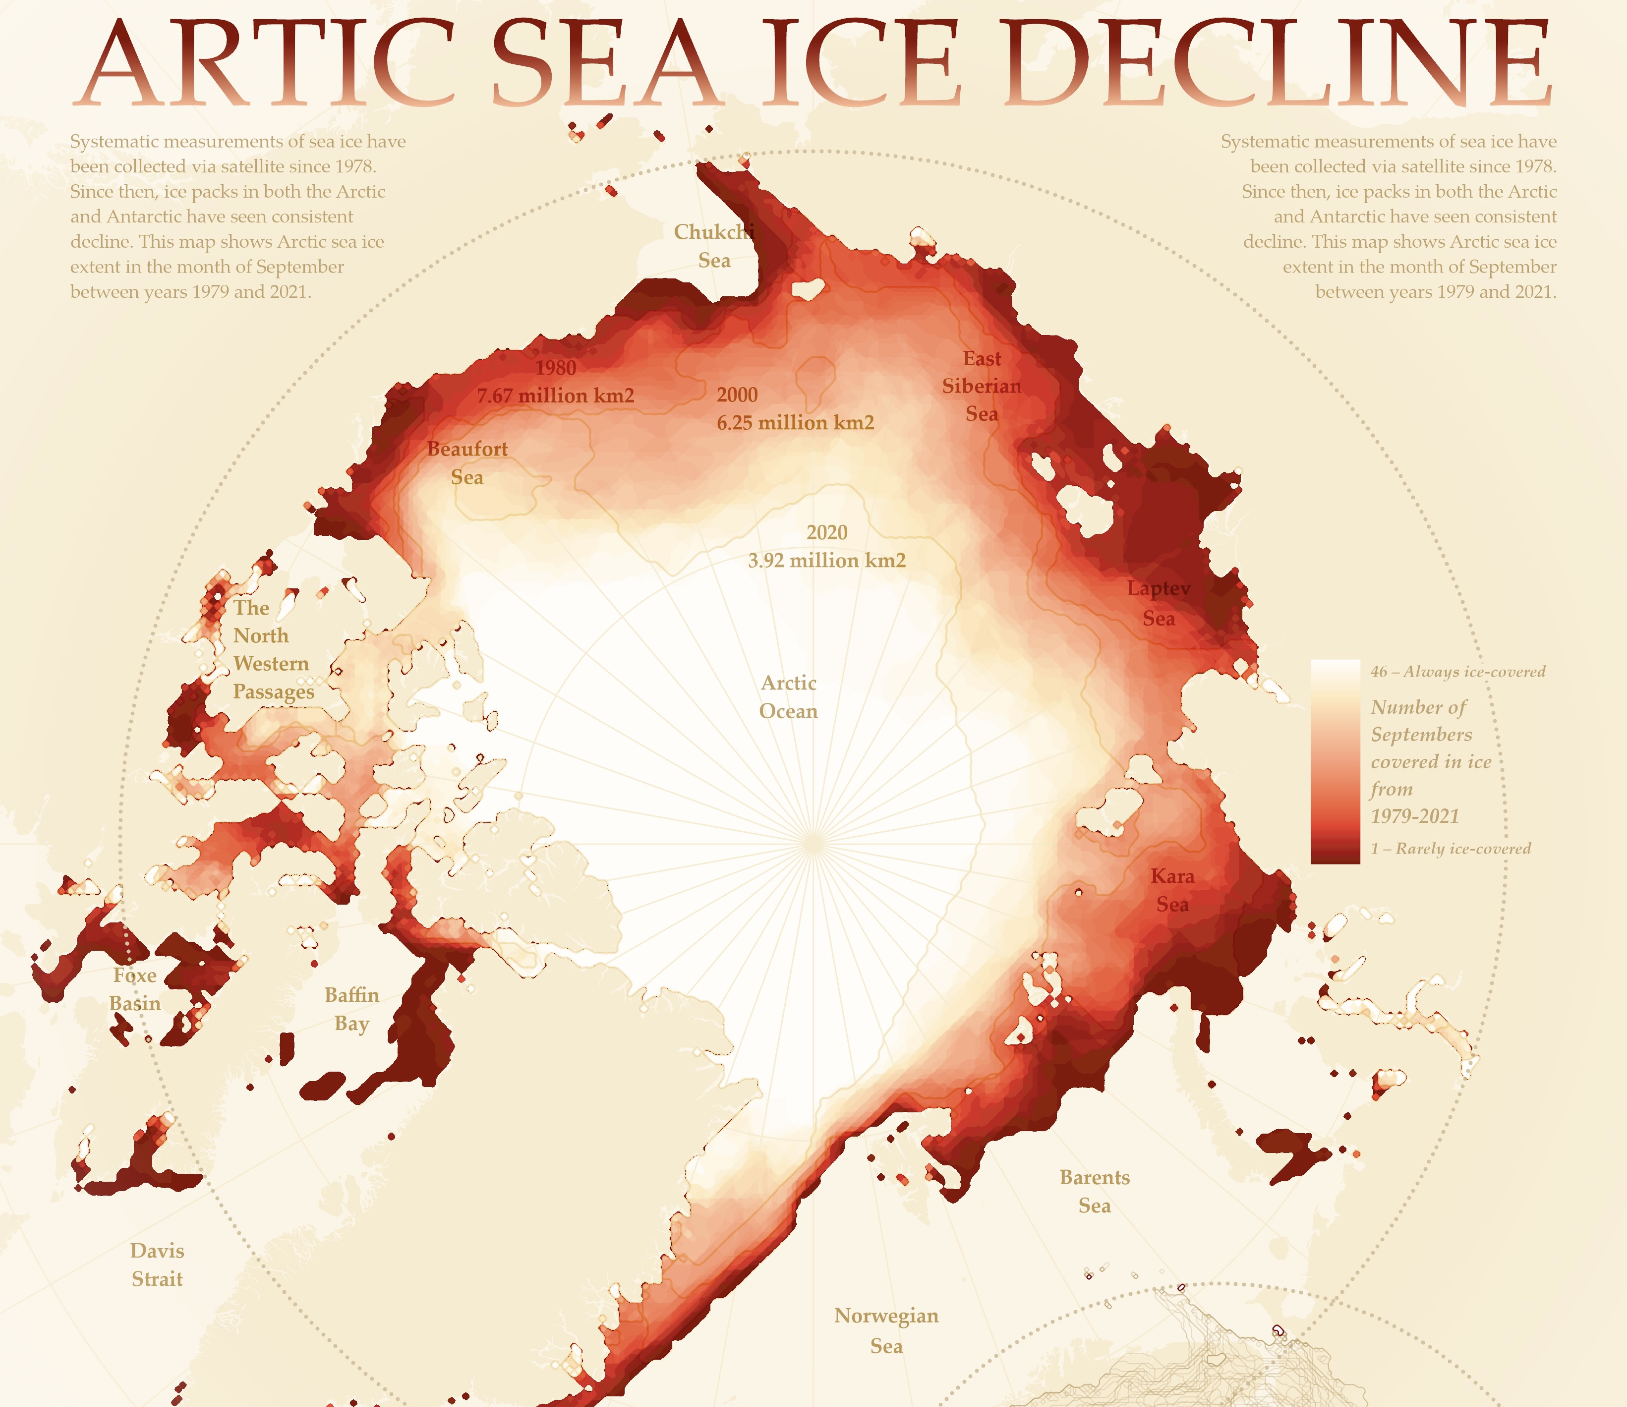 ARTIC SEA ICE DECLINE
Systematic measurements of sea ice have
been collected via satellite since 1978.
Since then, ice packs in both the Arctic
and Antarctic have seen consistent
decline. This map shows Arctic sea ice
extent in the month of September
between years 1979 and 2021.
Systematic measurements of sea ice have
been collected via satellite since 1978.
Since then, ice packs in both the Arctic
and Antarctic have seen consistent
decline. This map shows Arctic sea ice
extent in the month of September
between years 1979 and 2021.
Chukchi
Sea
1980
7.67 million km2
2000
6.25 million km2
East
Siberian
Sea
Beaufort
Sea
2020
3.92 million km2
Laptev
Sea
The
North
Western
Passages
Arctic
Ocean
46 – Always ice-covered
Number of
Septembers
covered in ice
from
1979-2021
1 – Rarely ice-covered
Kara
Sea
Foxe
Basin
Baffin
Bay
Barents
Sea
Davis
Strait
Norwegian
Sea